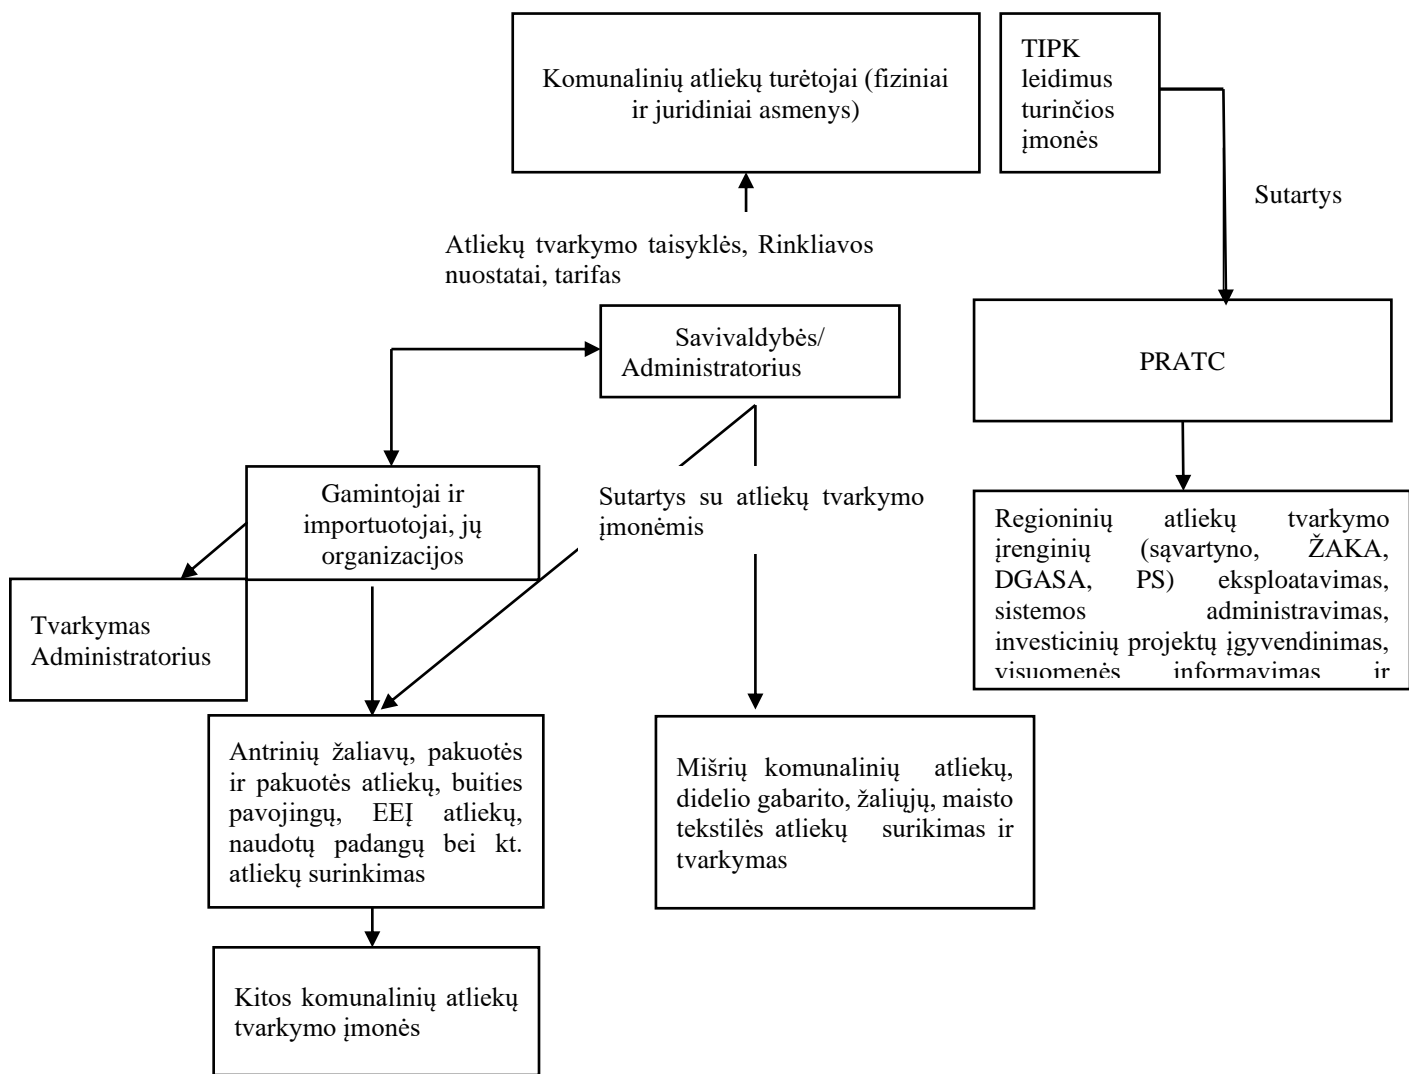 Komunalinių atliekų turėtojai (fiziniai
ir juridiniai asmenys)
TIPK
leidimus
turinčios
įmonės
Sutartys
Atliekų tvarkymo taisyklės, Rinkliavos
nuostatai, tarifas
Savivaldybės/
Administratorius
PRATC
Gamintojai ir
importuotojai, jų
organizacijos
Sutartys su atliekų tvarkymo
įmonėmis
Regioninių atliekų tvarkymo
įrenginių (sąvartyno, ŽAKA,
DGASA, PS) eksploatavimas,
sistemos administravimas,
investicinių projektų įgyvendinimas,
visuomenės informavimas ir
Tvarkymas
Administratorius
Antrinių žaliavų, pakuotės
ir pakuotės atliekų, buities
pavojingų, EEĮ atliekų,
naudotų padangų bei kt.
atliekų surinkimas
Mišrių komunalinių atliekų,
didelio gabarito, žaliųjų, maisto
tekstilės atliekų surikimas ir
tvarkymas
Kitos komunalinių atliekų
tvarkymo įmonės